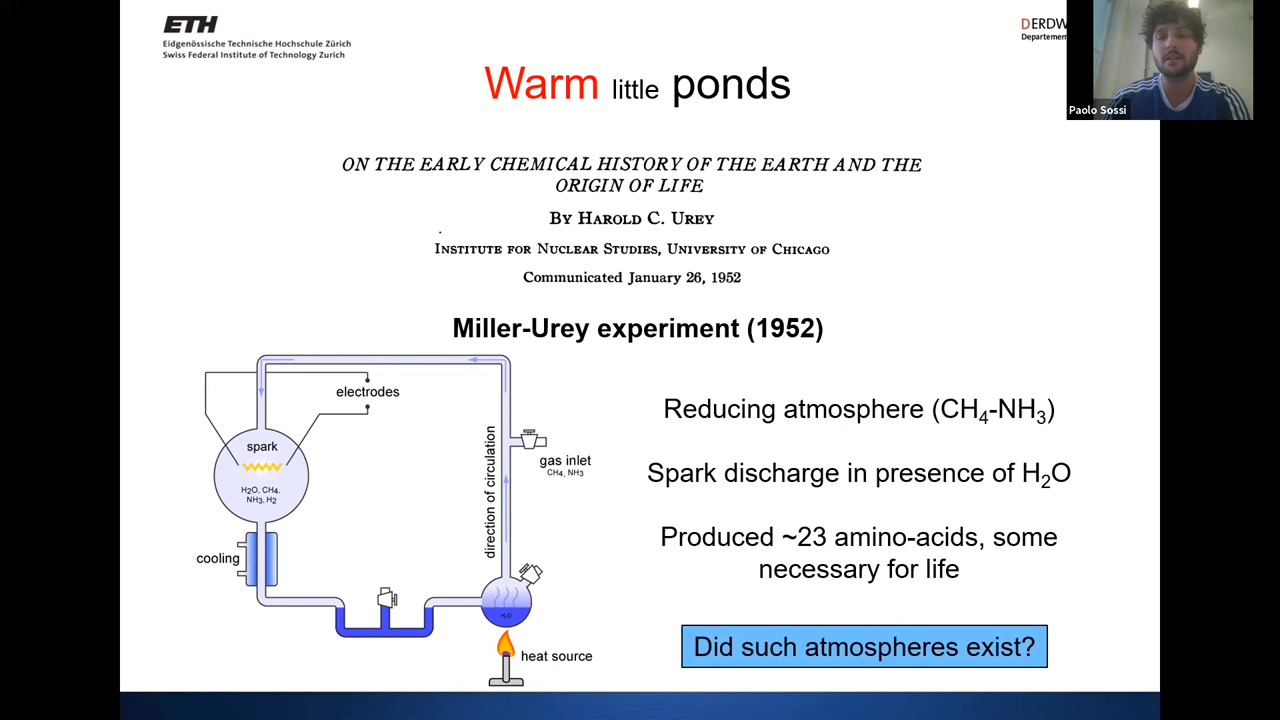 ETH
Eidgenössische Technische Hochschule Zürich
Swiss Federal Institute of Technology Zurich
Paolo Sossi
Warm little ponds
ON THE EARLY CHEMICAL HISTORY OF THE EARTH AND THE
ORIGIN OF LIFE
BY HAROLD C. UREY
INSTITUTE FOR NUCLEAR STUDIES, UNIVERSITY OF CHICAGO
Communicated January 26, 1952
Miller-Urey experiment (1952)
electrodes
spark
H2O, CH4,
NH3, H2
cooling
direction of circulation
gas inlet
CH4, NH3
H2O
heat source
Reducing atmosphere (CH4-NH3)
Spark discharge in presence of H2O
Produced ~23 amino-acids, some
necessary for life
Did such atmospheres exist?